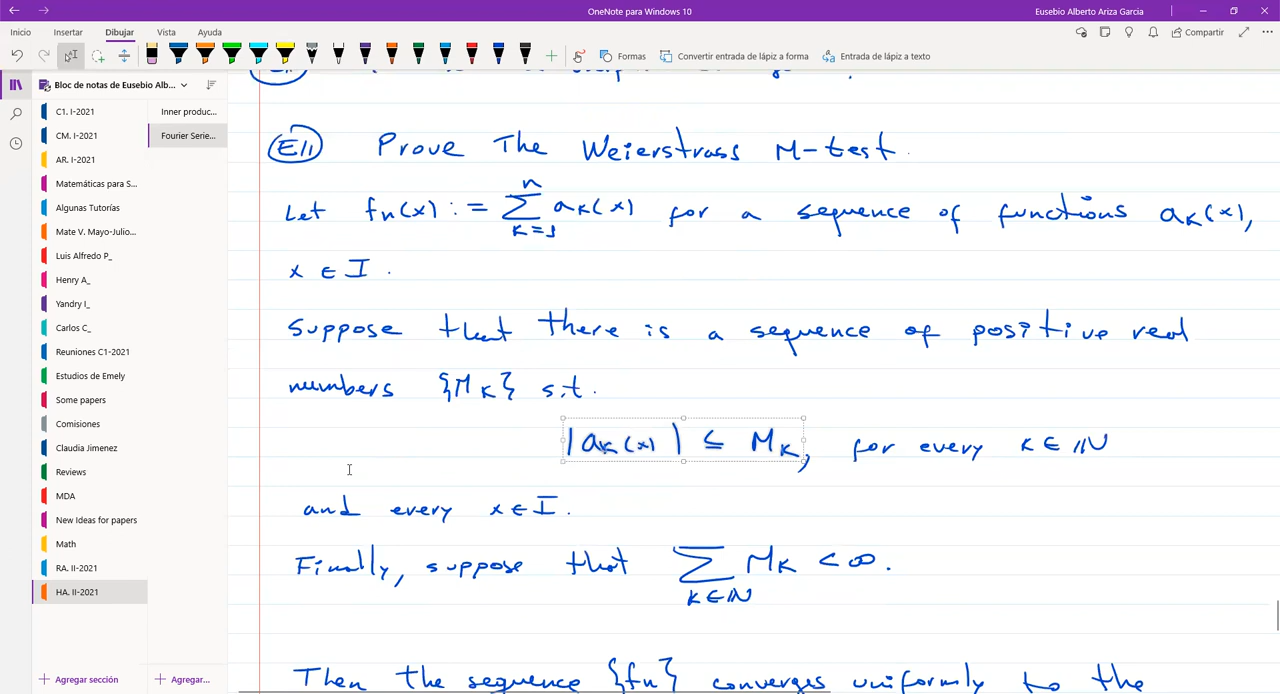 OneNote para Windows 10
Eusebio Alberto Ariza Garcia
Inicio Insertar Dibujar Vista Ayuda
Compartir
Formas Convertir entrada de lápiz a forma Entrada de lápiz a texto
Bloc de notas de Eusebio Alb...
C1. I-2021
CM. I-2021
AR. I-2021
Matemáticas para S...
Algunas Tutorías
Mate V. Mayo-Julio...
Luis Alfredo P_
Henry A_
Yandry I_
Carlos C_
Reuniones C1-2021
Estudios de Emely
Some papers
Comisiones
Claudia Jimenez
Reviews
MDA
New Ideas for papers
Math
RA. II-2021
HA. II-2021
Agregar sección
Inner produc...
Fourier Serie...
Agregar...
E11 Prove The Weierstrass M-test.
Let fn(x) := ∑_{k=1}^{n} ak(x) for a sequence of functions ak(x),
x ∈ I.
Suppose that there is a sequence of positive real
numbers {Mk} s.t.
|ak(x)| ≤ Mk, for every k ∈ ℕ
and every x ∈ I.
Finally, suppose that ∑_{k∈ℕ} Mk < ∞.
Then the sequence {fn} converges uniformly to the